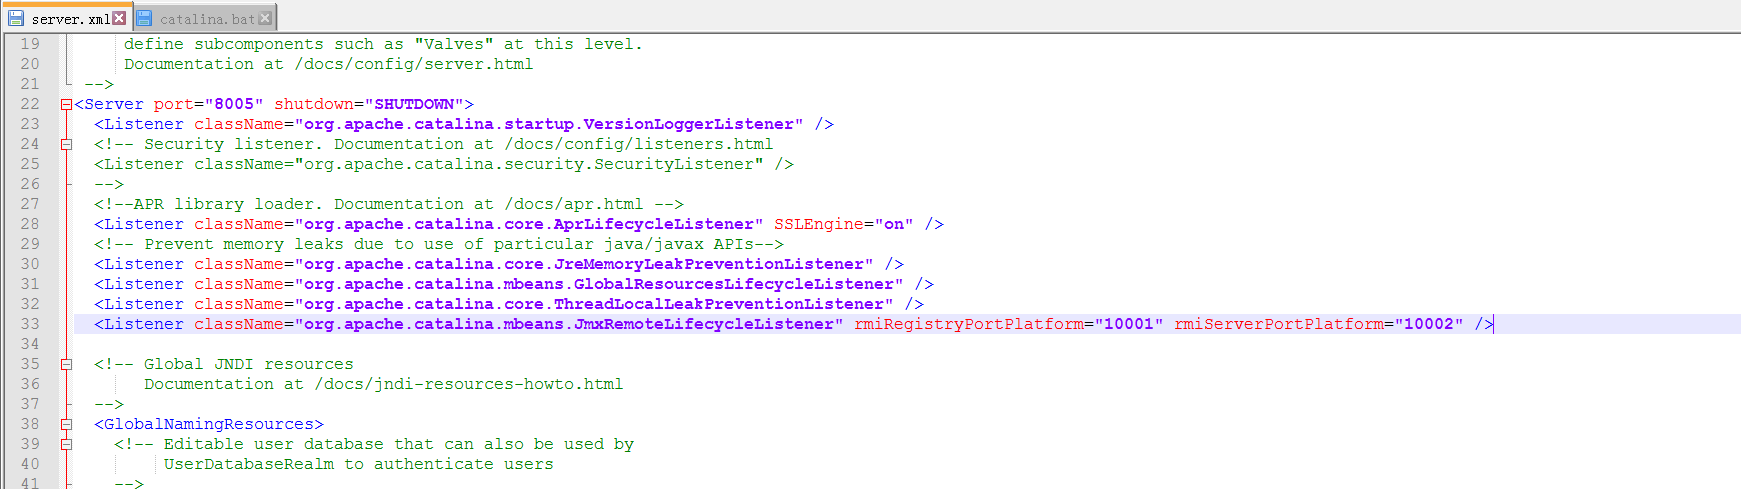 server.xml catalina.bat
19 define subcomponents such as "Valves" at this level.
20 Documentation at /docs/config/server.html
21 -->
22 <Server port="8005" shutdown="SHUTDOWN">
23 <Listener className="org.apache.catalina.startup.VersionLoggerListener" />
24 <!-- Security listener. Documentation at /docs/config/listeners.html
25 <Listener className="org.apache.catalina.security.SecurityListener" />
26 -->
27 <!--APR library loader. Documentation at /docs/apr.html -->
28 <Listener className="org.apache.catalina.core.AprLifecycleListener" SSLEngine="on" />
29 <!-- Prevent memory leaks due to use of particular java/javax APIs-->
30 <Listener className="org.apache.catalina.core.JreMemoryLeakPreventionListener" />
31 <Listener className="org.apache.catalina.mbeans.GlobalResourcesLifecycleListener" />
32 <Listener className="org.apache.catalina.core.ThreadLocalLeakPreventionListener" />
33 <Listener className="org.apache.catalina.mbeans.JmxRemoteLifecycleListener" rmiRegistryPortPlatform="10001" rmiServerPortPlatform="10002" />
34
35 <!-- Global JNDI resources
36 Documentation at /docs/jndi-resources-howto.html
37 -->
38 <GlobalNamingResources>
39 <!-- Editable user database that can also be used by
40 UserDatabaseRealm to authenticate users
41 -->